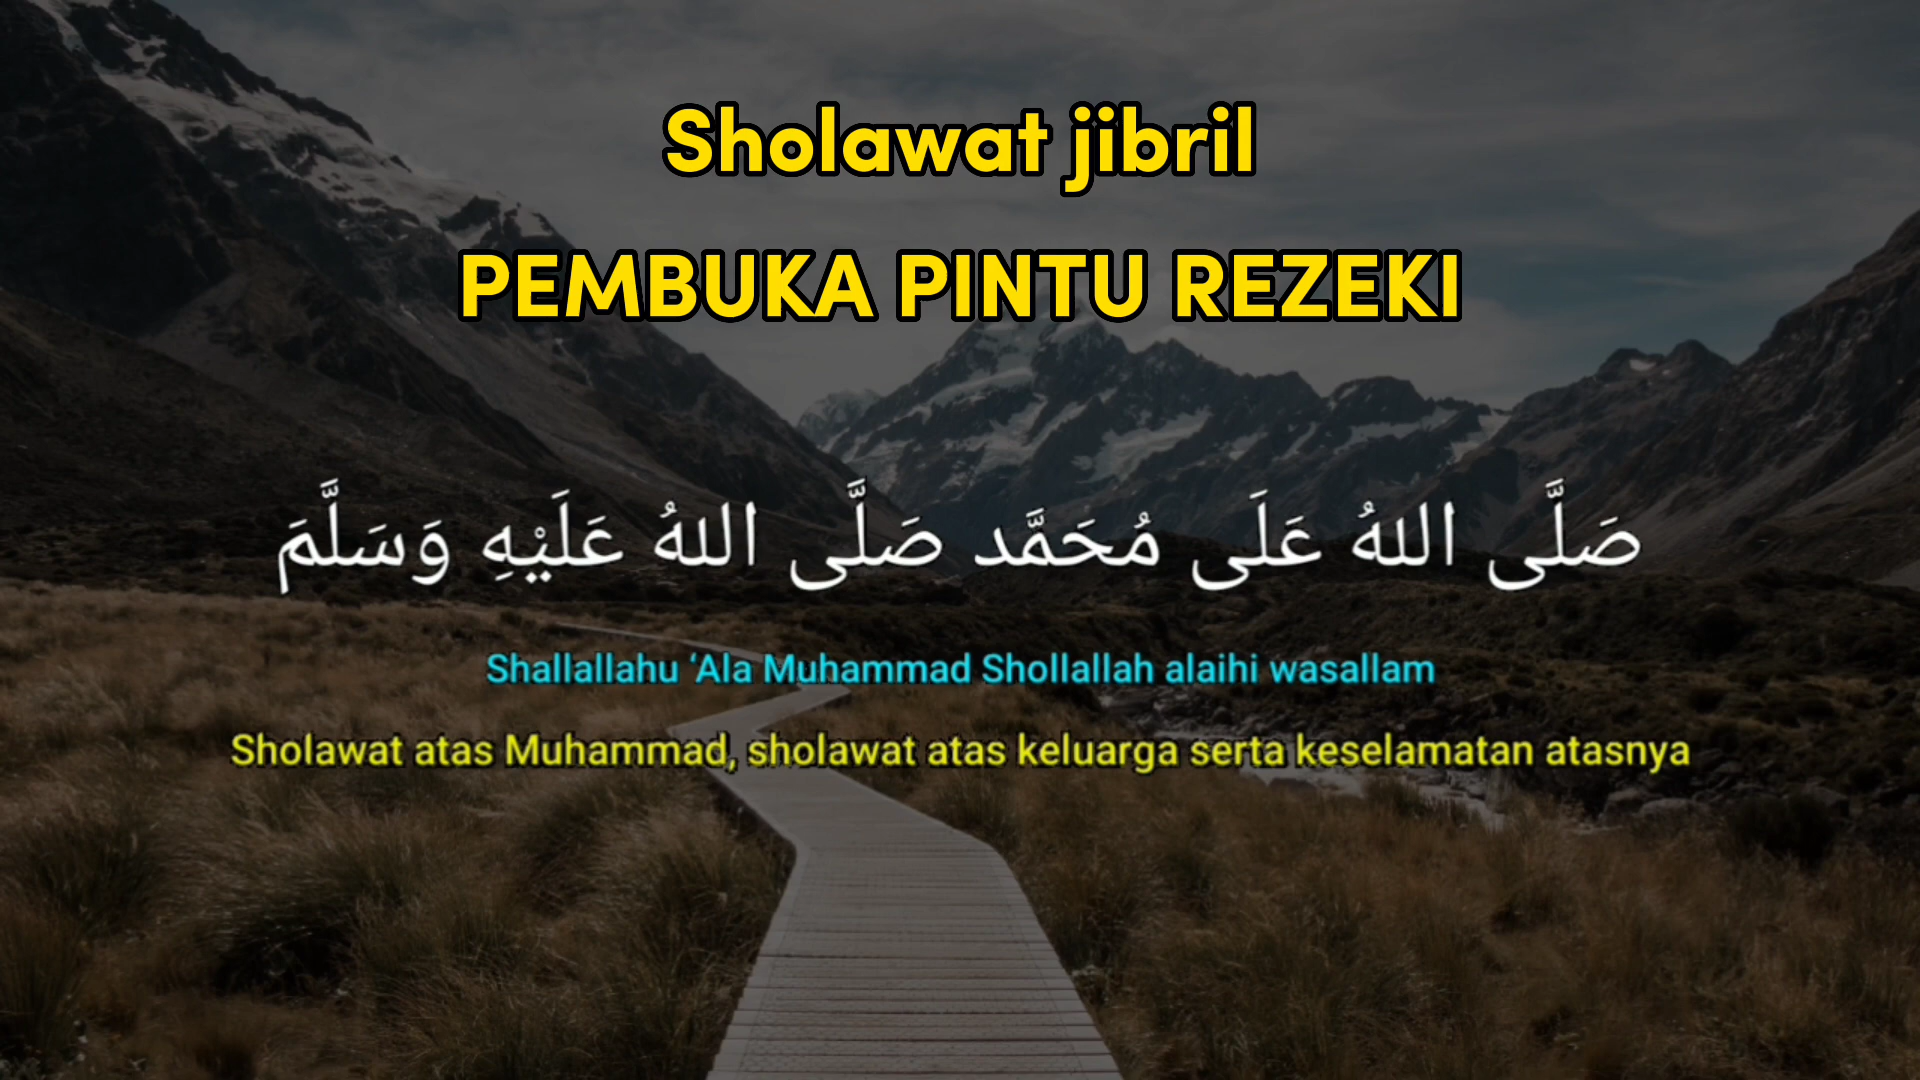 Sholawat jibril
PEMBUKA PINTU REZEKI
صَلَّى اللهُ عَلَى مُحَمَّد صَلَّى اللهُ عَلَيْهِ وَسَلَّمَ
Shallallahu ‘Ala Muhammad Shollallah alaihi wasallam
Sholawat atas Muhammad, sholawat atas keluarga serta keselamatan atasnya